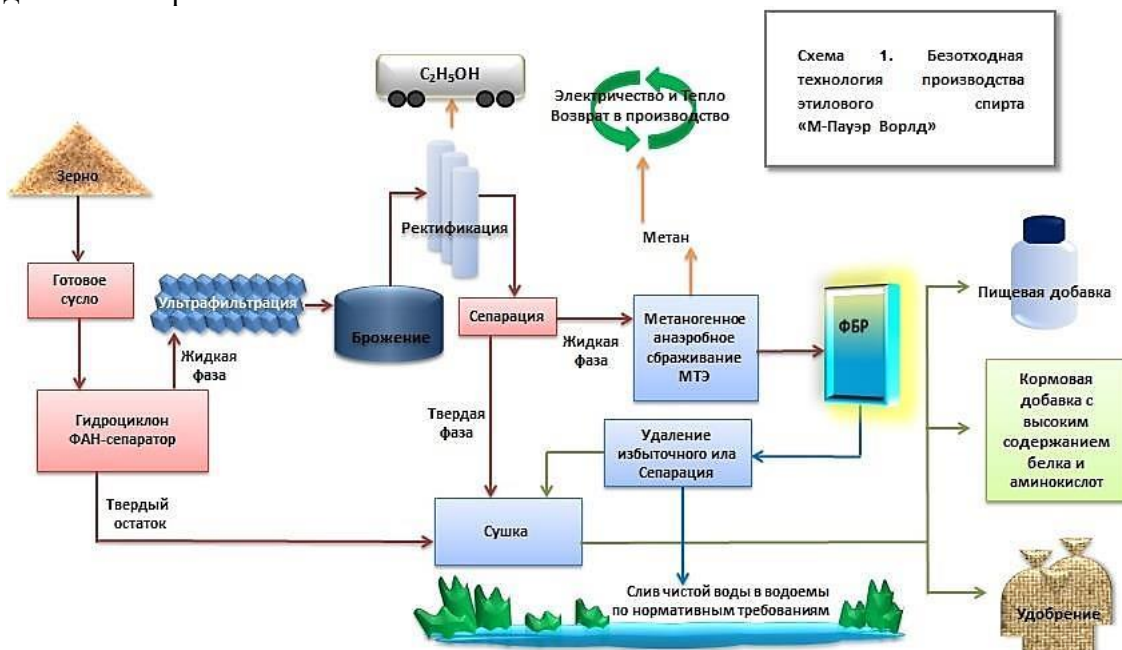 C₂H₅OH
Схема 1. Безотходная
технология производства
этилового спирта
«М-Пауэр Ворлд»
Электричество и Тепло
Возврат в производство
Зерно
Ректификация
Метан
Готовое
сусло
Ультрафильтрация
Пищевая добавка
Брожение
Сепарация
Метаногенное
анаэробное
сбраживание
МТЭ
ФБР
Жидкая
фаза
Жидкая
фаза
Гидроциклон
ФАН-сепаратор
Твердая
фаза
Удаление
избыточного ила
Сепарация
Кормовая
добавка с
высоким
содержанием
белка и
аминокислот
Твердый
остаток
Сушка
Слив чистой воды в водоемы
по нормативным требованиям
Удобрение